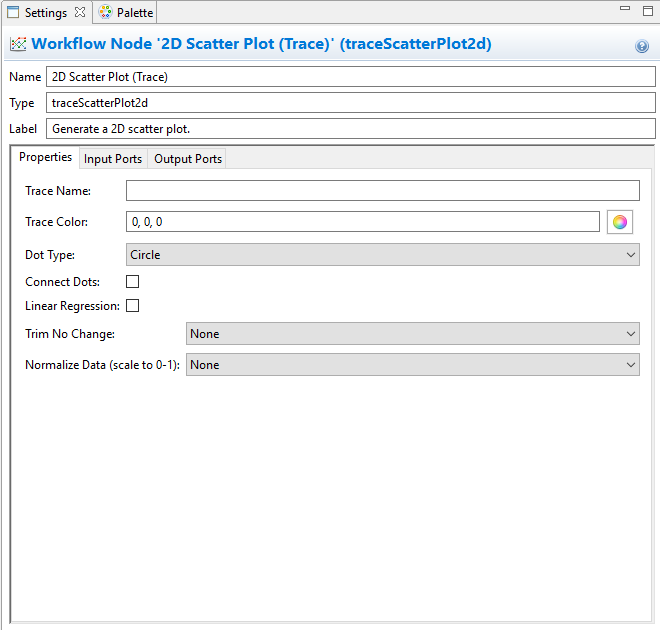 Settings Palette
Workflow Node '2D Scatter Plot (Trace)' (traceScatterPlot2d)
Name 2D Scatter Plot (Trace)
Type traceScatterPlot2d
Label Generate a 2D scatter plot.
Properties Input Ports Output Ports
Trace Name:
Trace Color: 0, 0, 0
Dot Type: Circle
Connect Dots:
Linear Regression:
Trim No Change: None
Normalize Data (scale to 0-1): None